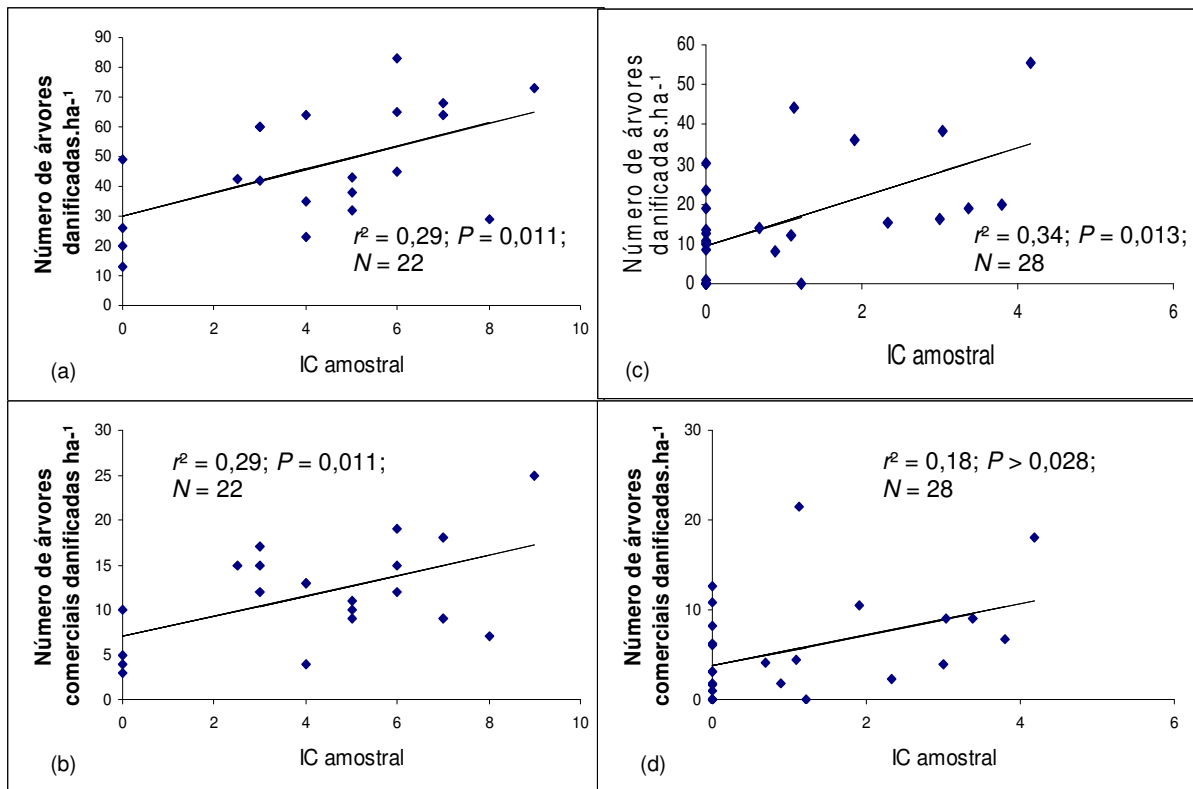 Número de árvores
danificadas.ha-¹
90
80
70
60
50
40
30
20
10
0
r² = 0,29; P = 0,011;
N = 22
0 2 4 6 8 10
IC amostral
(a)
Número de árvores
danificadas.ha-¹
60
50
40
30
20
10
0
r² = 0,34; P = 0,013;
N = 28
0 2 4 6
IC amostral
(c)
Número de árvores
comerciais danificadas ha-¹
30
25
20
15
10
5
0
r² = 0,29; P = 0,011;
N = 22
0 2 4 6 8 10
IC amostral
(b)
Número de árvores
comerciais danificadas.ha-¹
30
20
10
0
r² = 0,18; P > 0,028;
N = 28
0 2 4 6
IC amostral
(d)